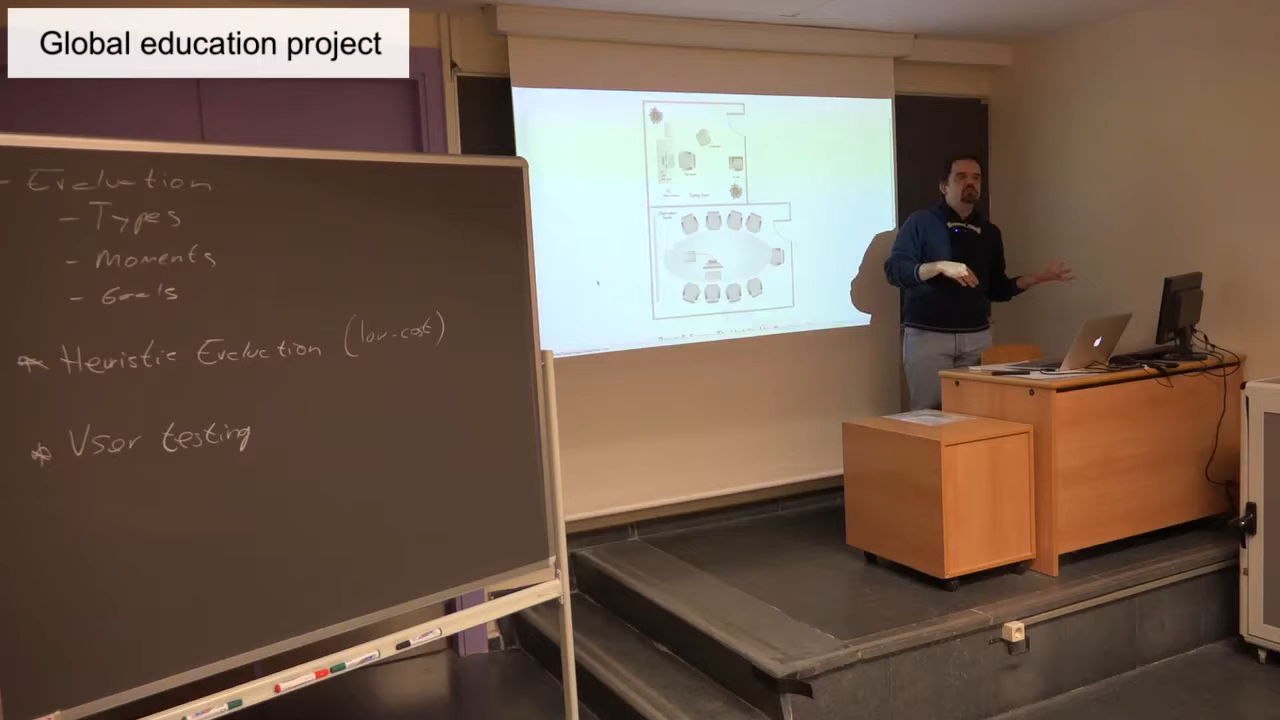 Global education project
- Evaluation
- Types
- Moments
- Goals
* Heuristic Evaluation (low-cost)
* User testing